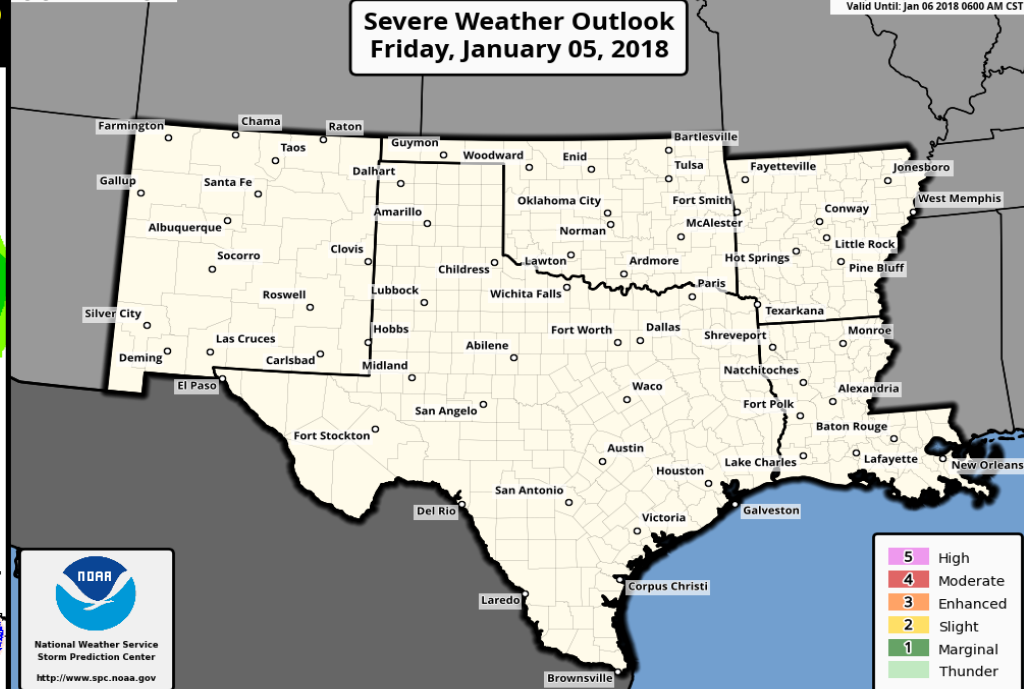 Valid Until: Jan 06 2018 0600 AM CST
Severe Weather Outlook
Friday, January 05, 2018
Farmington
Chama
Raton
Guymon
Bartlesville
Taos
Woodward
Enid
Tulsa
Fayetteville
Jonesboro
Dalhart
Gallup
Santa Fe
Oklahoma City
Fort Smith
West Memphis
Amarillo
Conway
Albuquerque
Norman
McAlester
Little Rock
Socorro
Clovis
Childress
Lawton
Ardmore
Hot Springs
Pine Bluff
Roswell
Lubbock
Wichita Falls
Paris
Texarkana
Silver City
Hobbs
Fort Worth
Dallas
Shreveport
Monroe
Las Cruces
Abilene
Deming
Carlsbad
Midland
Natchitoches
El Paso
Waco
Alexandria
San Angelo
Fort Polk
Fort Stockton
Baton Rouge
Austin
Lake Charles
Lafayette
New Orleans
Houston
San Antonio
Del Rio
Galveston
Victoria
Corpus Christi
Laredo
Brownsville
NOAA
National Weather Service
Storm Prediction Center
http://www.spc.noaa.gov
5 High
4 Moderate
3 Enhanced
2 Slight
1 Marginal
Thunder